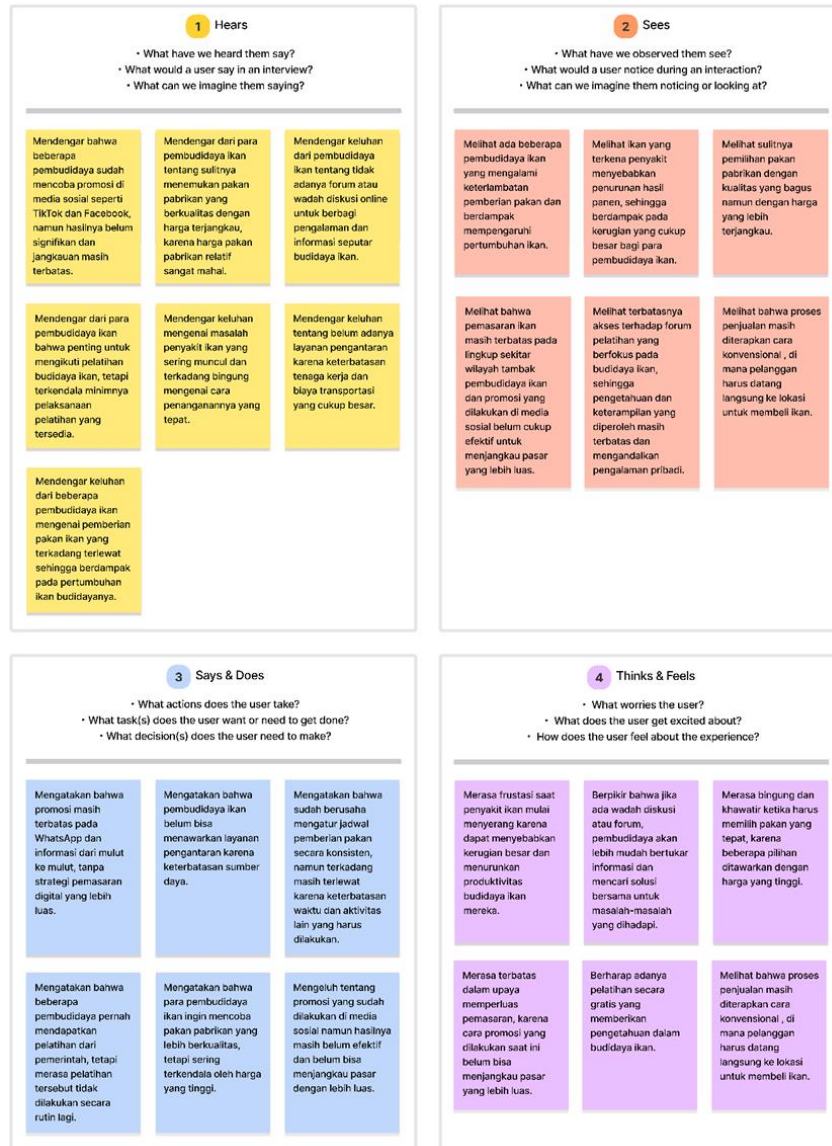 1 Hears
• What have we heard them say?
• What would a user say in an interview?
• What can we imagine them saying?
Mendengar bahwa
beberapa
pembudidaya sudah
mencoba promosi di
media sosial seperti
TikTok dan Facebook,
namun hasilnya belum
signifikan dan
jangkauan masih
terbatas.
Mendengar dari para
pembudidaya ikan
tentang sulitnya
menemukan pakan
pabrikan yang
berkualitas dengan
harga terjangkau,
karena harga pakan
pabrikan relatif
sangat mahal.
Mendengar keluhan
dari pembudidaya
ikan tentang tidak
adanya forum atau
wadah diskusi online
untuk berbagi
pengalaman dan
informasi seputar
budidaya ikan.
Mendengar dari para
pembudidaya ikan
bahwa penting untuk
mengikuti pelatihan
budidaya ikan, tetapi
terkendala minimnya
pelaksanaan
pelatihan yang
tersedia.
Mendengar keluhan
mengenai masalah
penyakit ikan yang
sering muncul dan
terkadang bingung
mengenai cara
penanganannya yang
tepat.
Mendengar keluhan
tentang belum adanya
layanan pengantaran
karena keterbatasan
tenaga kerja dan
biaya transportasi
yang cukup besar.
Mendengar keluhan
dari beberapa
pembudidaya ikan
mengenai pemberian
pakan ikan yang
terkadang terlewat
sehingga berdampak
pada pertumbuhan
ikan budidayanya.
2 Sees
• What have we observed them see?
• What would a user notice during an interaction?
• What can we imagine them noticing or looking at?
Melihat ada beberapa
pembudidaya ikan
yang mengalami
keterlambatan
pemberian pakan dan
berdampak
mempengaruhi
pertumbuhan ikan.
Melihat ikan yang
terkena penyakit
menyebabkan
penurunan hasil
panen, sehingga
berdampak pada
kerugian yang cukup
besar bagi para
pembudidaya ikan.
Melihat sulitnya
pemilihan pakan
pabrikan dengan
kualitas yang bagus
namun dengan harga
yang lebih
terjangkau.
Melihat bahwa
pemasaran ikan
masih terbatas pada
lingkup sekitar
wilayah tambak
pembudidaya ikan
dan promosi yang
dilakukan di media
sosial belum cukup
efektif untuk
menjangkau pasar
yang lebih luas.
Melihat terbatasnya
akses terhadap forum
pelatihan yang
berfokus pada
budidaya ikan,
sehingga
pengetahuan dan
keterampilan yang
diperoleh masih
terbatas dan
mengandalkan
pengalaman pribadi.
Melihat bahwa proses
penjualan masih
diterapkan cara
konvensional , di
mana pelanggan
harus datang
langsung ke lokasi
untuk membeli ikan.
3 Says & Does
• What actions does the user take?
• What task(s) does the user want or need to get done?
• What decision(s) does the user need to make?
Mengatakan bahwa
promosi masih
terbatas pada
WhatsApp dan
informasi dari mulut
ke mulut, tanpa
strategi pemasaran
digital yang lebih
luas.
Mengatakan bahwa
pembudidaya ikan
belum bisa
menawarkan layanan
pengantaran karena
keterbatasan sumber
daya.
Mengatakan bahwa
sudah berusaha
mengatur jadwal
pemberian pakan
secara konsisten,
namun terkadang
masih terlewat
karena keterbatasan
waktu dan aktivitas
lain yang harus
dilakukan.
Mengatakan bahwa
beberapa
pembudidaya pernah
mendapatkan
pelatihan dari
pemerintah, tetapi
merasa pelatihan
tersebut tidak
dilakukan secara
rutin lagi.
Mengatakan bahwa
para pembudidaya
ikan ingin mencoba
pakan pabrikan yang
lebih berkualitas,
tetapi sering
terkendala oleh harga
yang tinggi.
Mengeluh tentang
promosi yang sudah
dilakukan di media
sosial namun hasilnya
masih belum efektif
dan belum bisa
menjangkau pasar
dengan lebih luas.
4 Thinks & Feels
• What worries the user?
• What does the user get excited about?
• How does the user feel about the experience?
Merasa frustasi saat
penyakit ikan mulai
menyerang karena
dapat menyebabkan
kerugian besar dan
menurunkan
produktivitas
budidaya ikan
mereka.
Berpikir bahwa jika
ada wadah diskusi
atau forum,
pembudidaya akan
lebih mudah bertukar
informasi dan
mencari solusi
bersama untuk
masalah-masalah
yang dihadapi.
Merasa bingung dan
khawatir ketika harus
memilih pakan yang
tepat, karena
beberapa pilihan
ditawarkan dengan
harga yang tinggi.
Merasa terbatas
dalam upaya
memperluas
pemasaran, karena
cara promosi yang
dilakukan saat ini
belum bisa
menjangkau pasar
yang lebih luas.
Berharap adanya
pelatihan secara
gratis yang
memberikan
pengetahuan dalam
budidaya ikan.
Melihat bahwa proses
penjualan masih
diterapkan cara
konvensional , di
mana pelanggan
harus datang
langsung ke lokasi
untuk membeli ikan.